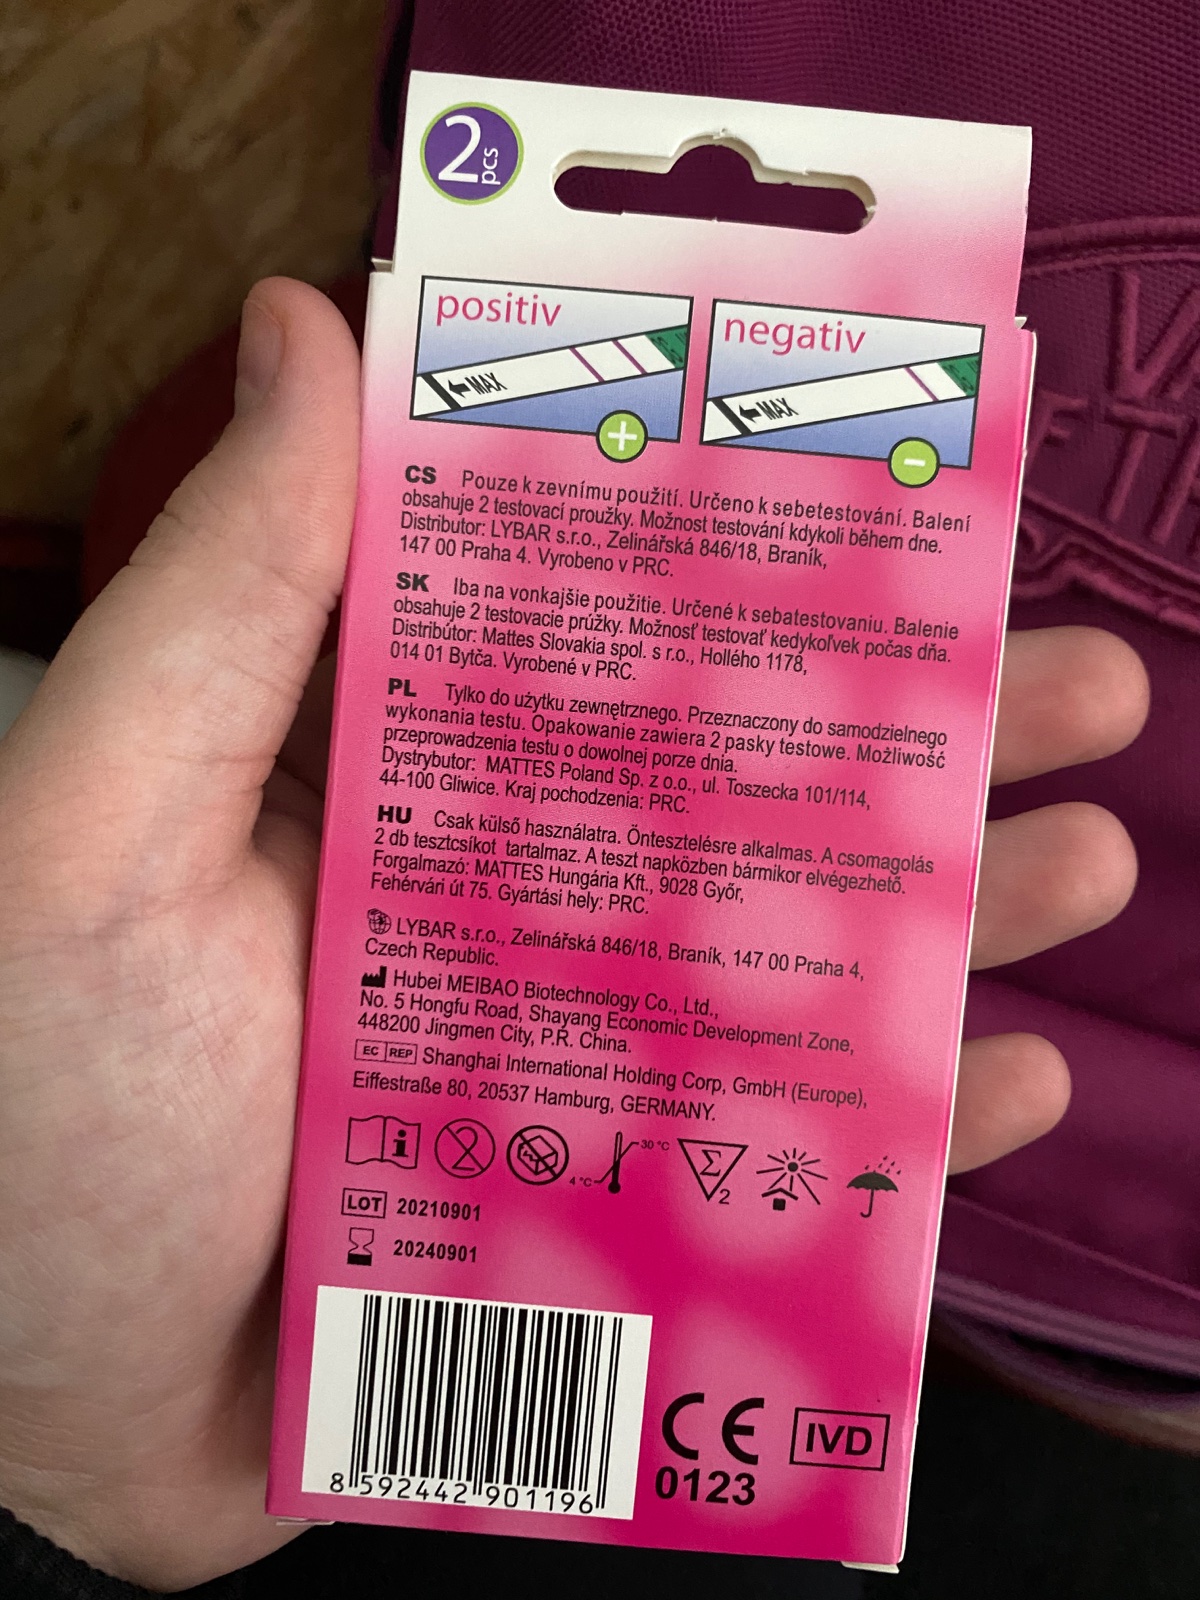 2 pcs
positiv
MAX
negativ
MAX
CS Pouze k zevnímu použití. Určeno k sebetestování. Balení
obsahuje 2 testovací proužky. Možnost testování kdykoli během dne.
Distributor: LYBAR s.r.o., Zelinářská 846/18, Braník,
147 00 Praha 4. Vyrobeno v PRC.
SK Iba na vonkajšie použitie. Určené k sebatestovaniu. Balenie
obsahuje 2 testovacie prúžky. Možnosť testovať kedykoľvek počas dňa.
Distribútor: Mattes Slovakia spol. s r.o., Hollého 1178,
014 01 Bytča. Vyrobené v PRC.
PL Tylko do użytku zewnętrznego. Przeznaczony do samodzielnego
wykonania testu. Opakowanie zawiera 2 pasky testowe. Możliwość
przeprowadzenia testu o dowolnej porze dnia.
Dystrybutor: MATTES Poland Sp. z o.o., ul. Toszecka 101/114,
44-100 Gliwice. Kraj pochodzenia: PRC.
HU Csak külső használatra. Öntesztelésre alkalmas. A csomagolás
2 db tesztcsíkot tartalmaz. A teszt napközben bármikor elvégezhető.
Forgalmazó: MATTES Hungária Kft., 9028 Győr,
Fehérvári út 75. Gyártási hely: PRC.
LYBAR s.r.o., Zelinářská 846/18, Braník, 147 00 Praha 4,
Czech Republic.
Hubei MEIBAO Biotechnology Co., Ltd.,
No. 5 Hongfu Road, Shayang Economic Development Zone,
448200 Jingmen City, P.R. China.
EC REP Shanghai International Holding Corp, GmbH (Europe),
Eiffestraße 80, 20537 Hamburg, GERMANY.
2
4 °C
30 °C
Σ
2
LOT 20210901
20240901
8 592442 901196
CE
0123
IVD